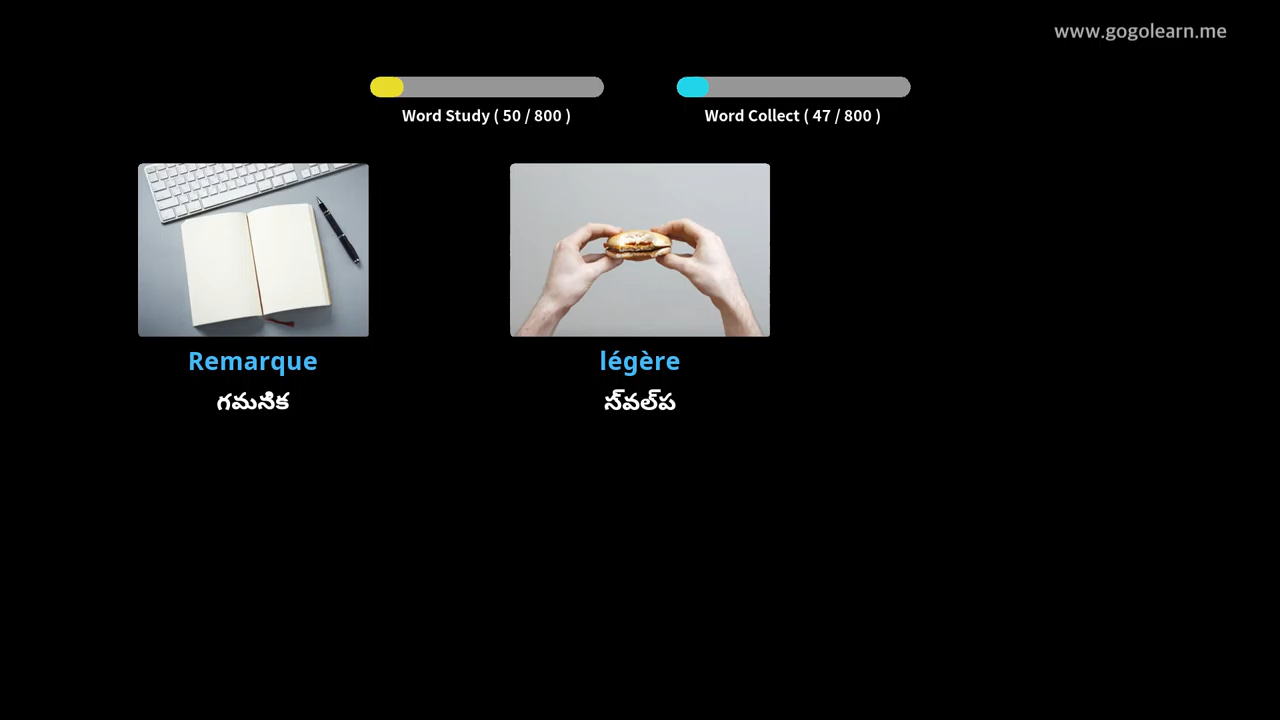 www.gogolearn.me
Word Study ( 50 / 800 )
Word Collect ( 47 / 800 )
Remarque
గమనిక
légère
స్వల్ప